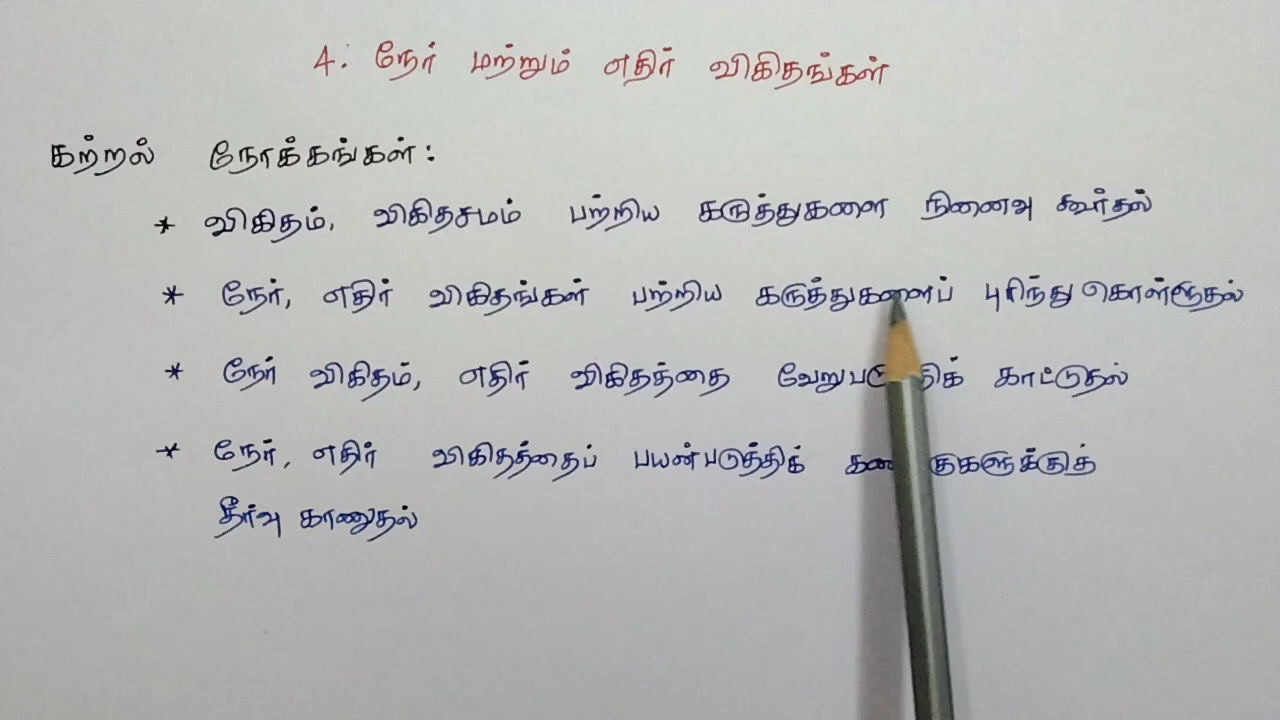 4. நேர் மற்றும் எதிர் விகிதங்கள்
கற்றல் நோக்கங்கள் :
* விகிதம், விகிதசமம் பற்றிய கருத்துகளை நினைவு கூர்தல்
* நேர், எதிர் விகிதங்கள் பற்றிய கருத்துகளைப் புரிந்து கொள்ளுதல்
* நேர் விகிதம், எதிர் விகிதத்தை காட்டுதல்
* நேர், எதிர் விகிதத்தைப் பயன்படுத்திக்
தீர்வு காணுதல்